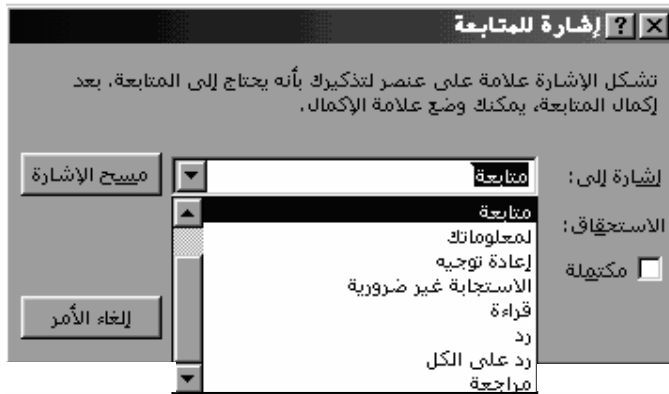 إشارة للمتابعة
تشكل الإشارة علامة على عنصر لتذكيرك بأنه يحتاج إلى المتابعة، بعد
إكمال المتابعة، يمكنك وضع علامة الإكمال.
إشارة إلى:
متابعة
مسح الإشارة
الاستحقاق:
مكتملة
متابعة
لمعلوماتك
إعادة توجيه
الاستجابة غير ضرورية
قراءة
رد
رد على الكل
مراجعة
إلغاء الأمر